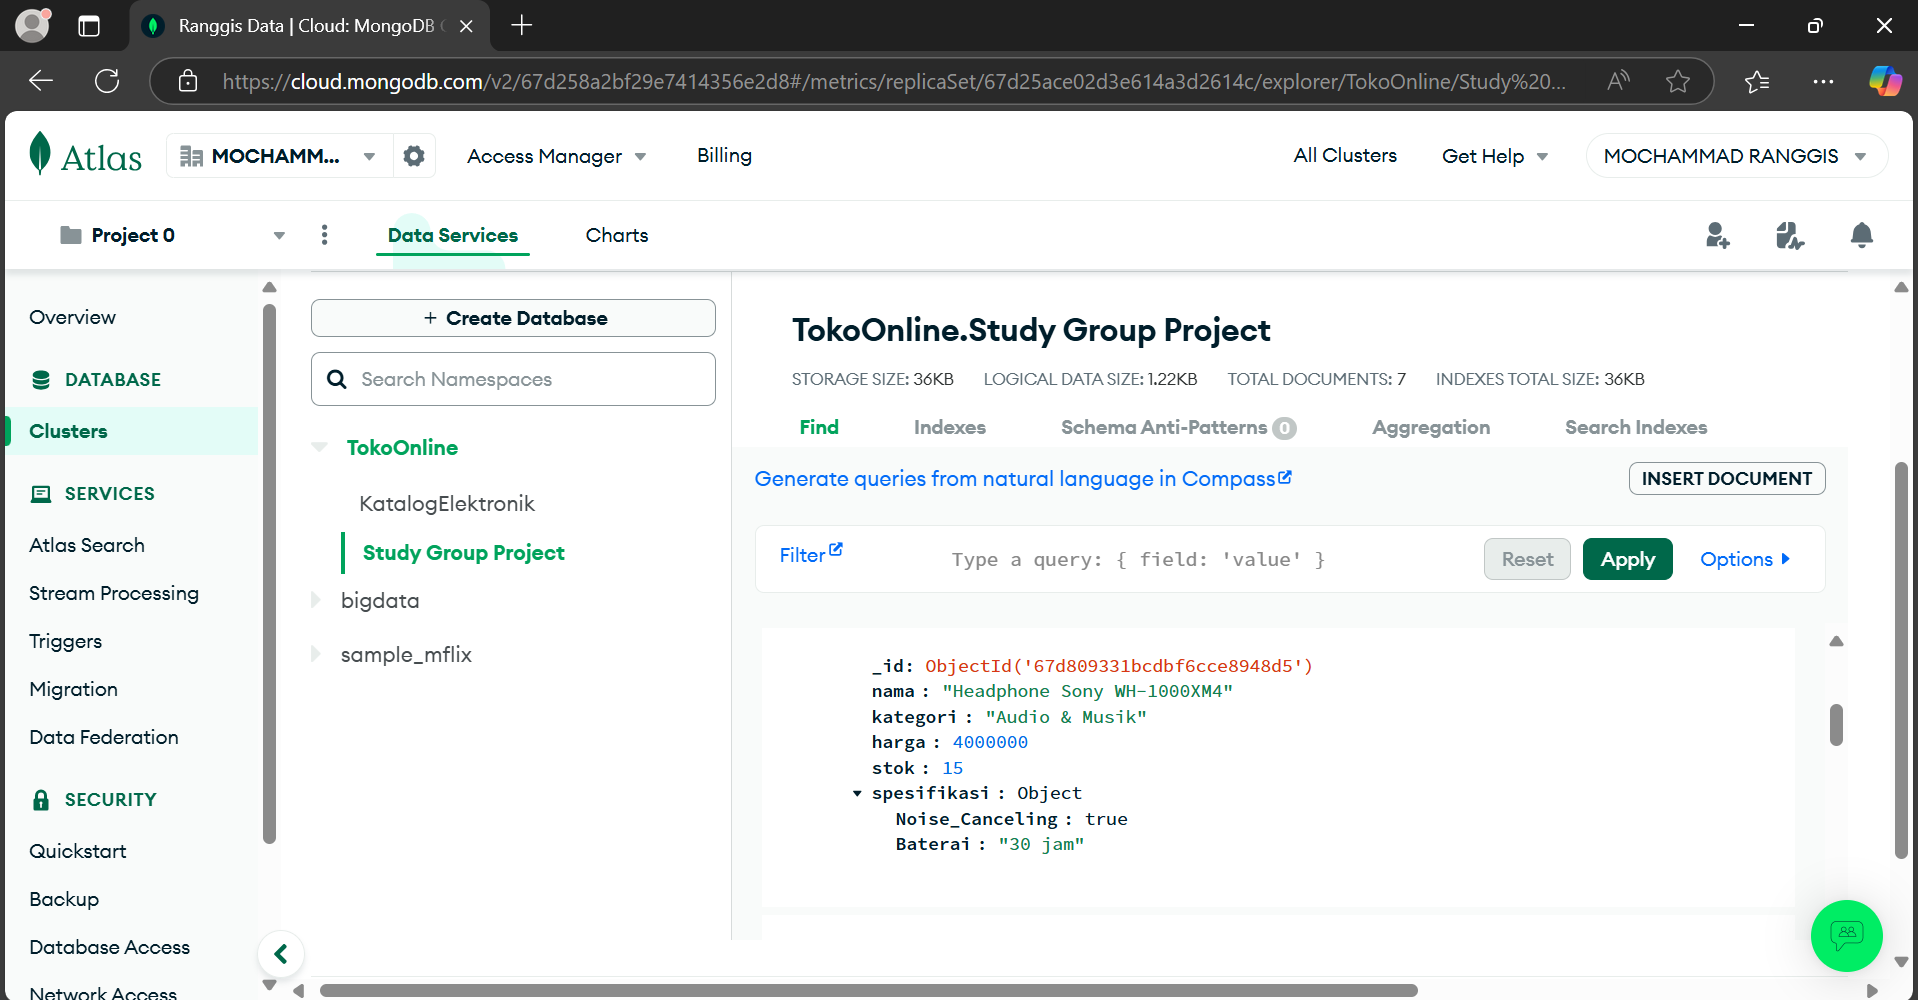 Ranggis Data | Cloud: MongoDB
https://cloud.mongodb.com/v2/67d258a2bf29e7414356e2d8#/metrics/replicaSet/67d25ace02d3e614a3d2614c/explorer/TokoOnline/Study%20...
Atlas
MOCHAMM...
Access Manager
Billing
All Clusters
Get Help
MOCHAMMAD RANGGIS
Project 0
Data Services
Charts
Overview
DATABASE
Clusters
SERVICES
Atlas Search
Stream Processing
Triggers
Migration
Data Federation
SECURITY
Quickstart
Backup
Database Access
Network Access
+ Create Database
Search Namespaces
TokoOnline
KatalogElektronik
Study Group Project
bigdata
sample_mflix
TokoOnline.Study Group Project
STORAGE SIZE: 36KB LOGICAL DATA SIZE: 1.22KB TOTAL DOCUMENTS: 7 INDEXES TOTAL SIZE: 36KB
Find Indexes Schema Anti-Patterns 0 Aggregation Search Indexes
Generate queries from natural language in Compass
INSERT DOCUMENT
Filter
Type a query: { field: 'value' }
Reset
Apply
Options
_id: ObjectId('67d809331bcdbf6cce8948d5')
nama : "Headphone Sony WH-1000XM4"
kategori : "Audio & Musik"
harga : 4000000
stok : 15
spesifikasi : Object
Noise_Canceling : true
Baterai : "30 jam"